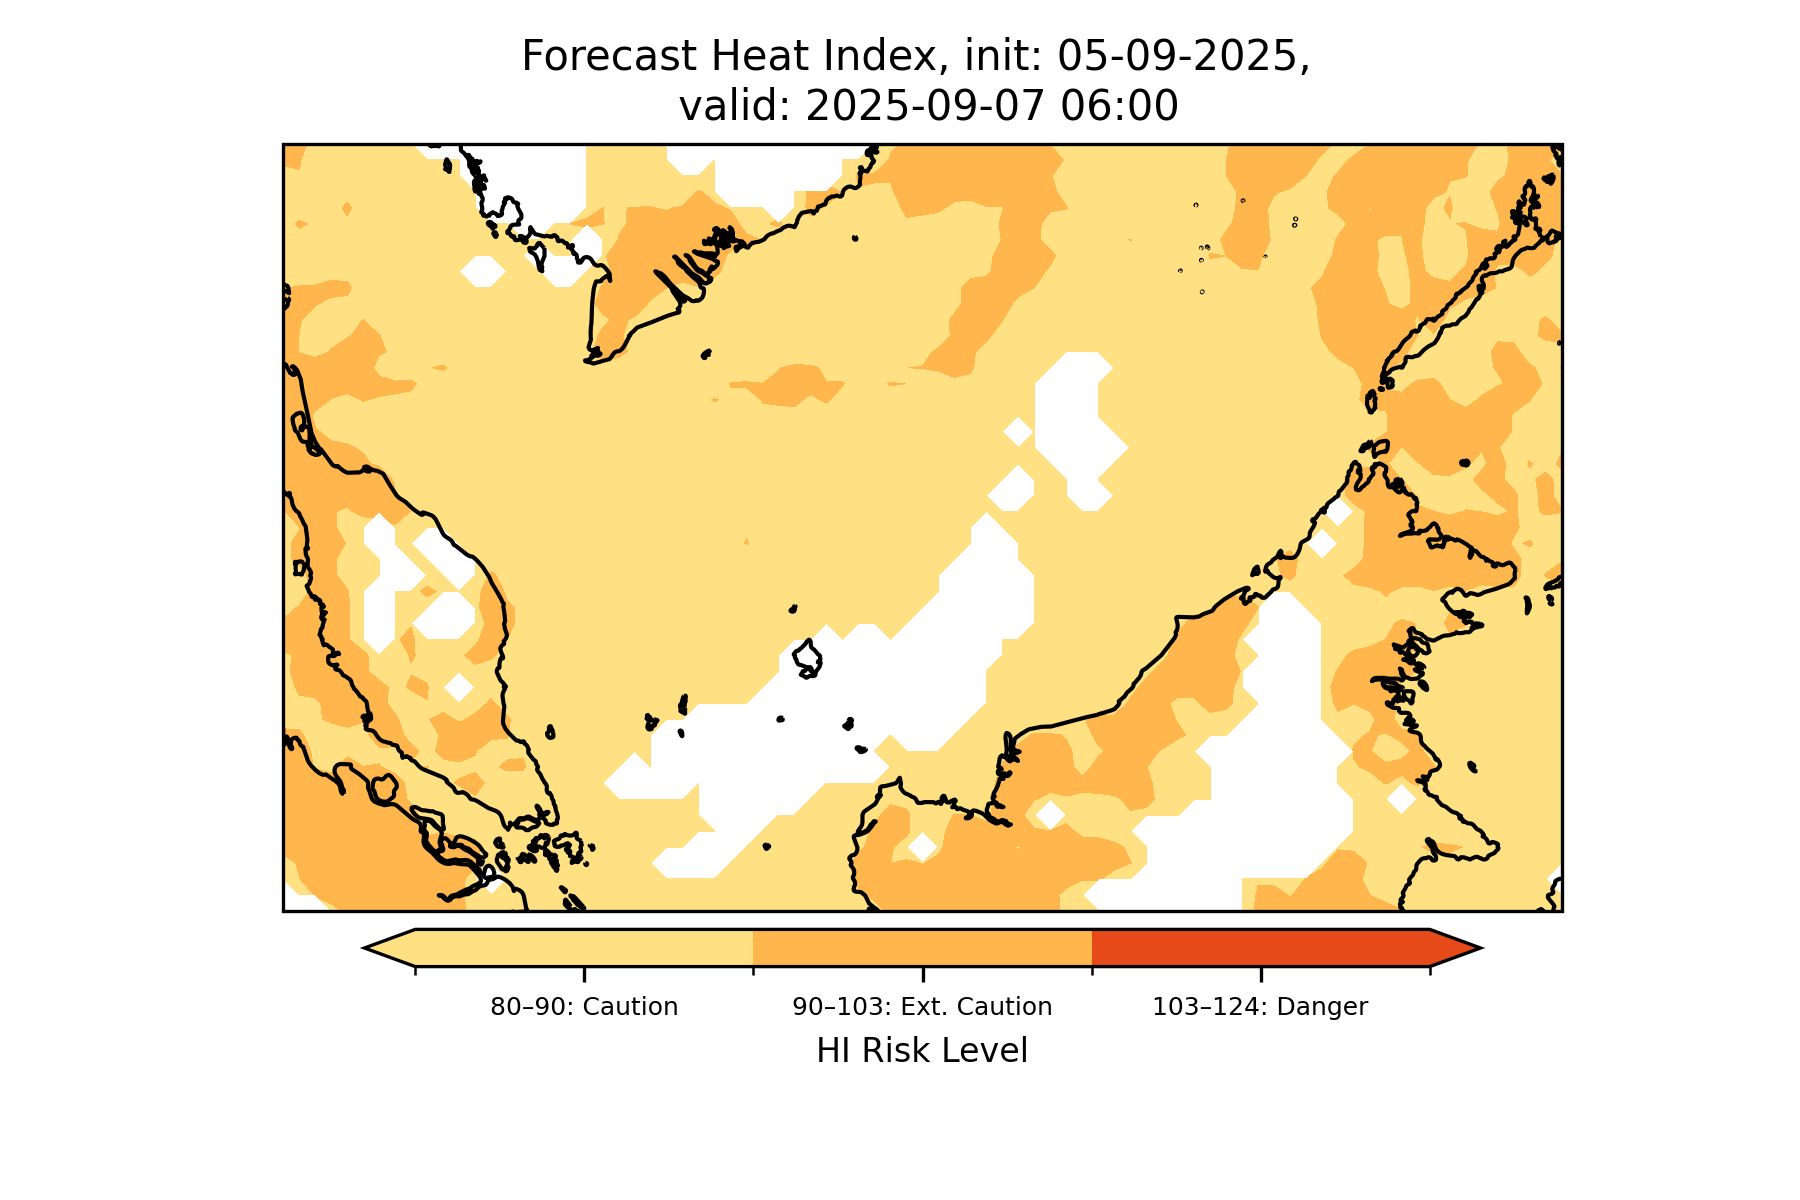 Forecast Heat Index, init: 05-09-2025,
valid: 2025-09-07 06:00
80–90: Caution
90–103: Ext. Caution
103–124: Danger
HI Risk Level